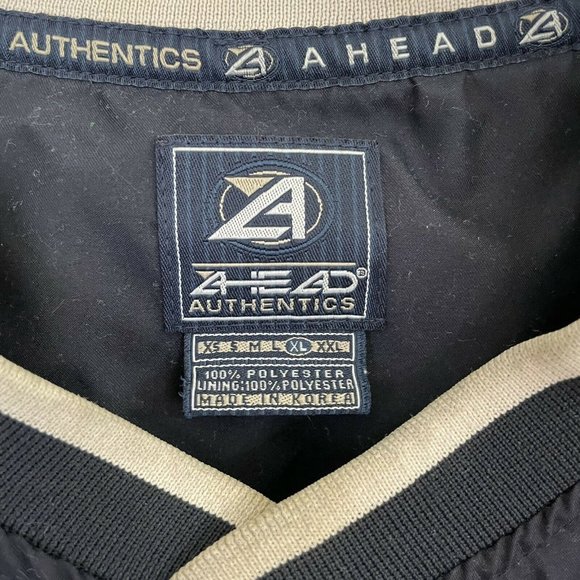 AUTHENTICS A AHEAD A
A
AHEAD®
AUTHENTICS
XS S M L XL XXL
100% POLYESTER
LINING:100% POLYESTER
MADE IN KOREA